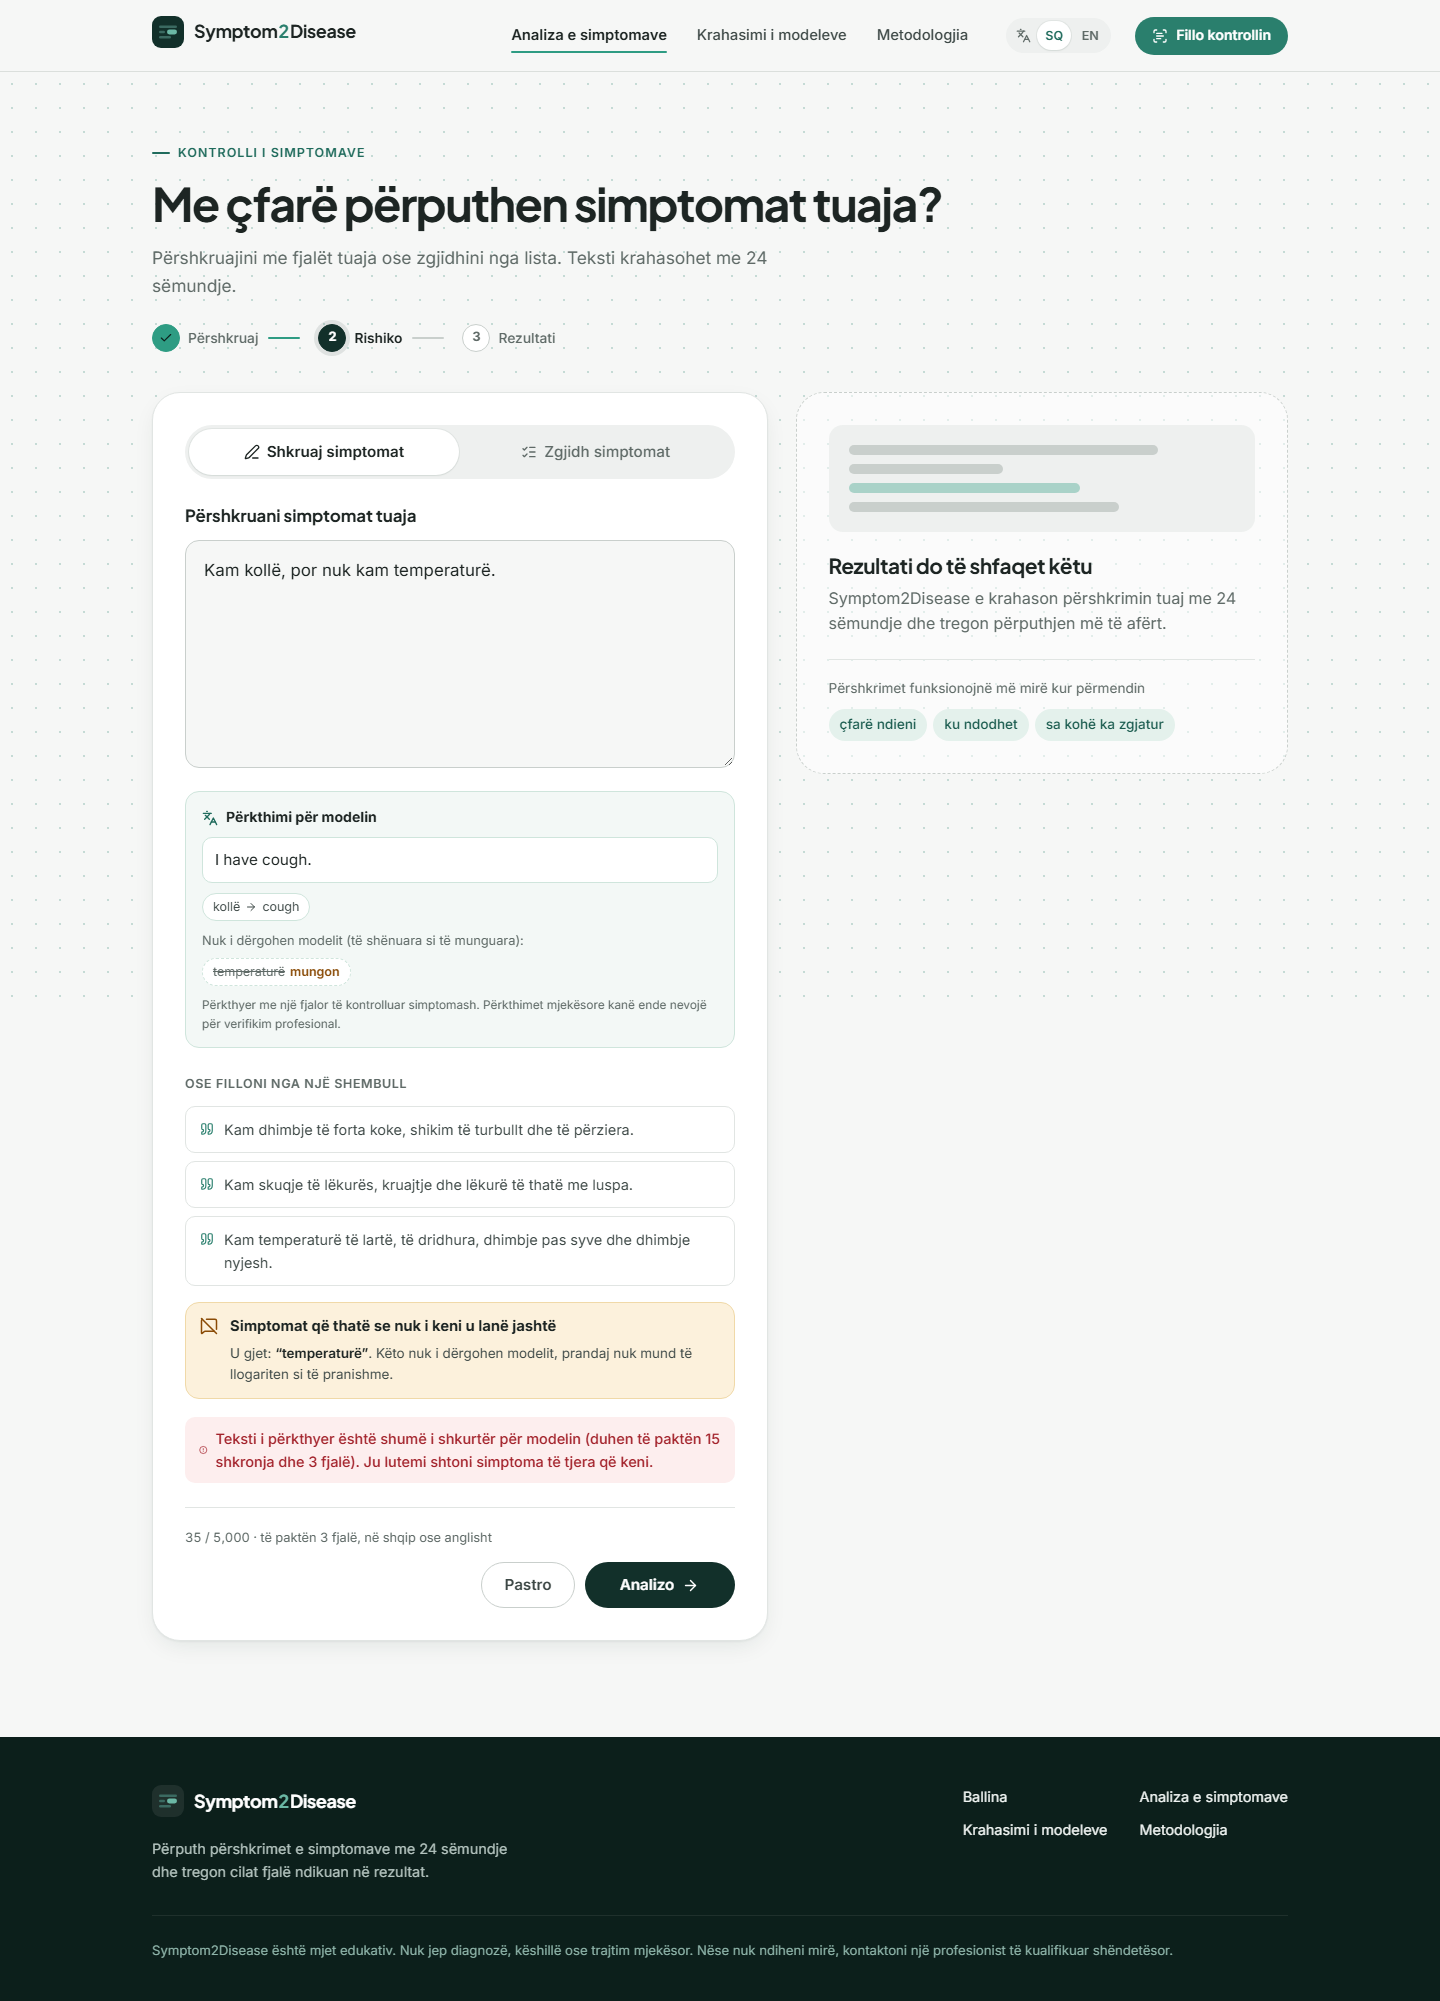 Symptom2Disease
Analiza e simptomave
Krahasimi i modeleve
Metodologjia
SQ
EN
Fillo kontrollin
KONTROLLI I SIMPTOMAVE
Me çfarë përputhen simptomat tuaja?
Përshkruajini me fjalët tuaja ose zgjidhini nga lista. Teksti krahasohet me 24
sëmundje.
Përshkruaj
2
Rishiko
3
Rezultati
Shkruaj simptomat
Zgjidh simptomat
Përshkruani simptomat tuaja
Kam kollë, por nuk kam temperaturë.
Përkthimi për modelin
I have cough.
kollë → cough
Nuk i dërgohen modelit (të shënuara si të munguara):
temperaturë mungon
Përkthyer me një fjalor të kontrolluar simptomash. Përkthimet mjekësore kanë ende nevojë
për verifikim profesional.
OSE FILLONI NGA NJË SHEMBULL
Kam dhimbje të forta koke, shikim të turbullt dhe të përziera.
Kam skuqje të lëkurës, kruajtje dhe lëkurë të thatë me luspa.
Kam temperaturë të lartë, të dridhura, dhimbje pas syve dhe dhimbje
nyjesh.
Simptomat që thatë se nuk i keni u lanë jashtë
U gjet: “temperaturë”. Këto nuk i dërgohen modelit, prandaj nuk mund të
llogariten si të pranishme.
Teksti i përkthyer është shumë i shkurtër për modelin (duhen të paktën 15
shkronja dhe 3 fjalë). Ju lutemi shtoni simptoma të tjera që keni.
35 / 5,000 · të paktën 3 fjalë, në shqip ose anglisht
Pastro
Analizo →
Rezultati do të shfaqet këtu
Symptom2Disease e krahason përshkrimin tuaj me 24
sëmundje dhe tregon përputhjen më të afërt.
Përshkrimet funksionojnë më mirë kur përmendin
çfarë ndieni
ku ndodhet
sa kohë ka zgjatur
Symptom2Disease
Përputh përshkrimet e simptomave me 24 sëmundje
dhe tregon cilat fjalë ndikuan në rezultat.
Ballina
Analiza e simptomave
Krahasimi i modeleve
Metodologjia
Symptom2Disease është mjet edukativ. Nuk jep diagnozë, këshillë ose trajtim mjekësor. Nëse nuk ndiheni mirë, kontaktoni një profesionist të kualifikuar shëndetësor.